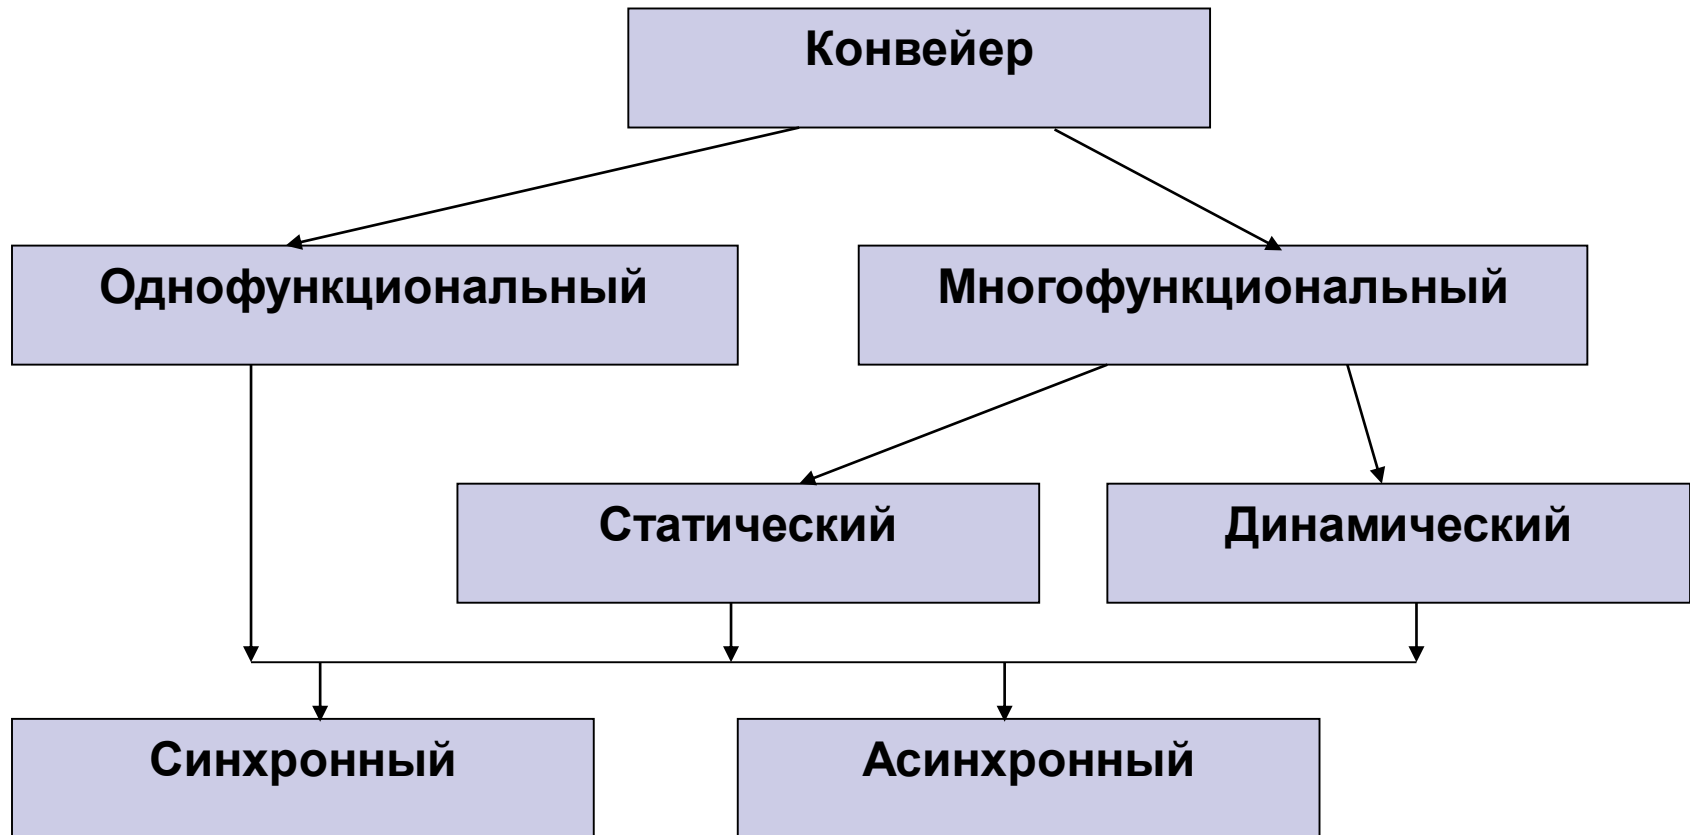 Конвейер
Однофункциональный
Многофункциональный
Статический
Динамический
Синхронный
Асинхронный